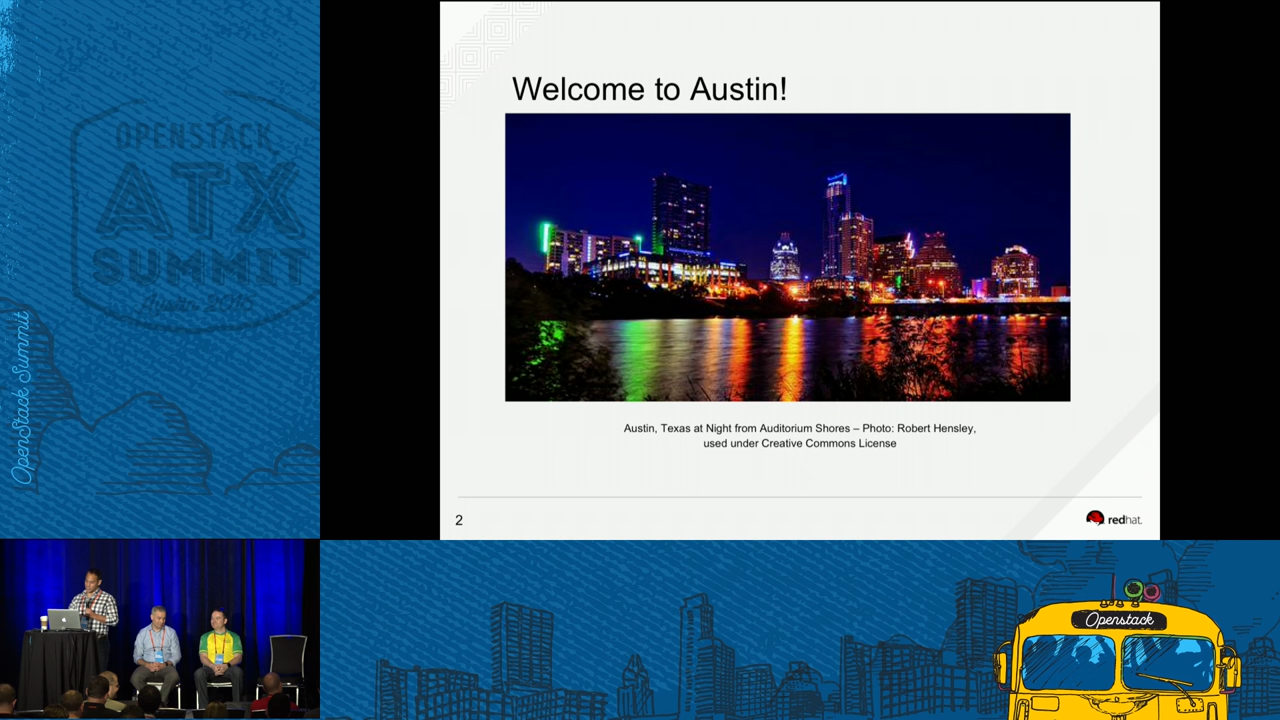 OPENSTACK
ATX
SUMMIT
OpenStack Summit
Welcome to Austin!
Austin, Texas at Night from Auditorium Shores – Photo: Robert Hensley,
used under Creative Commons License
2
redhat.
Openstack